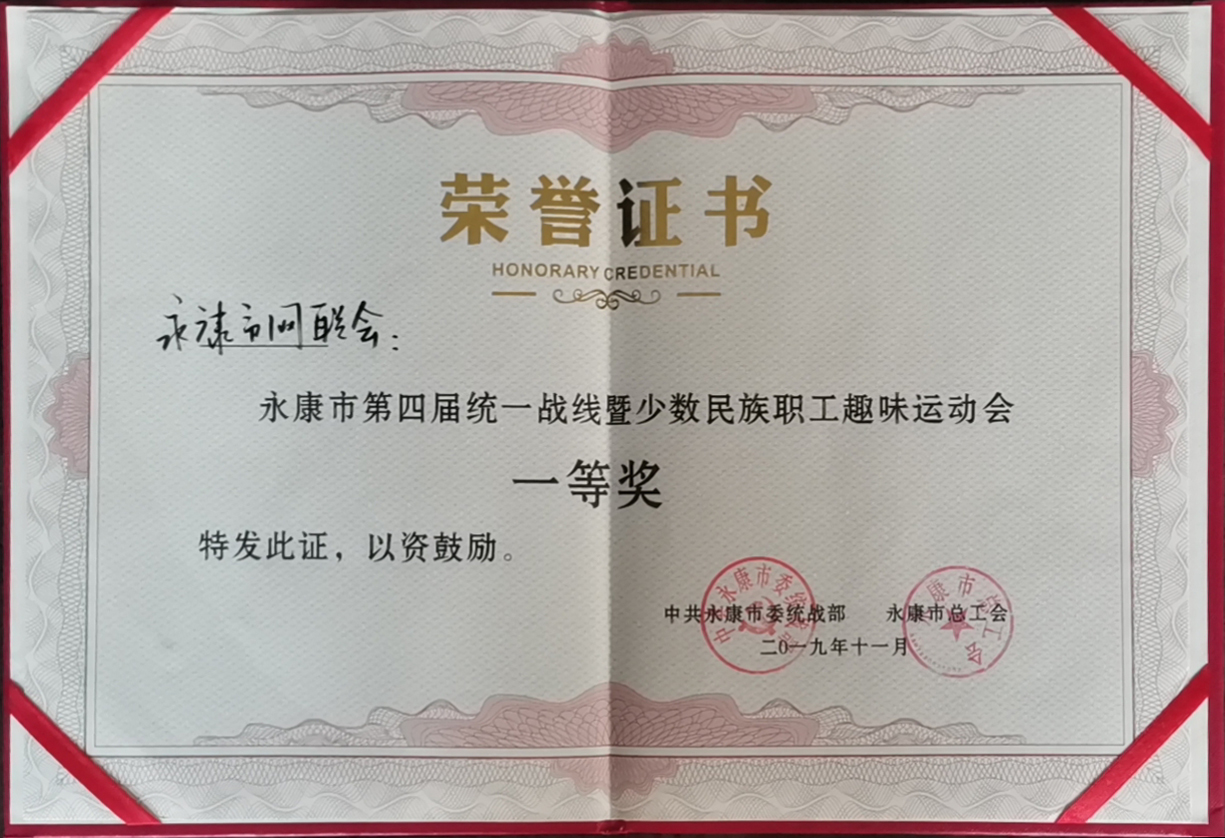 荣誉证书
HONORARY CREDENTIAL
永康市网联会：
永康市第四届统一战线暨少数民族职工趣味运动会
一等奖
特发此证，以资鼓励。
中共永康市委统战部 永康市总工会
二〇一九年十一月